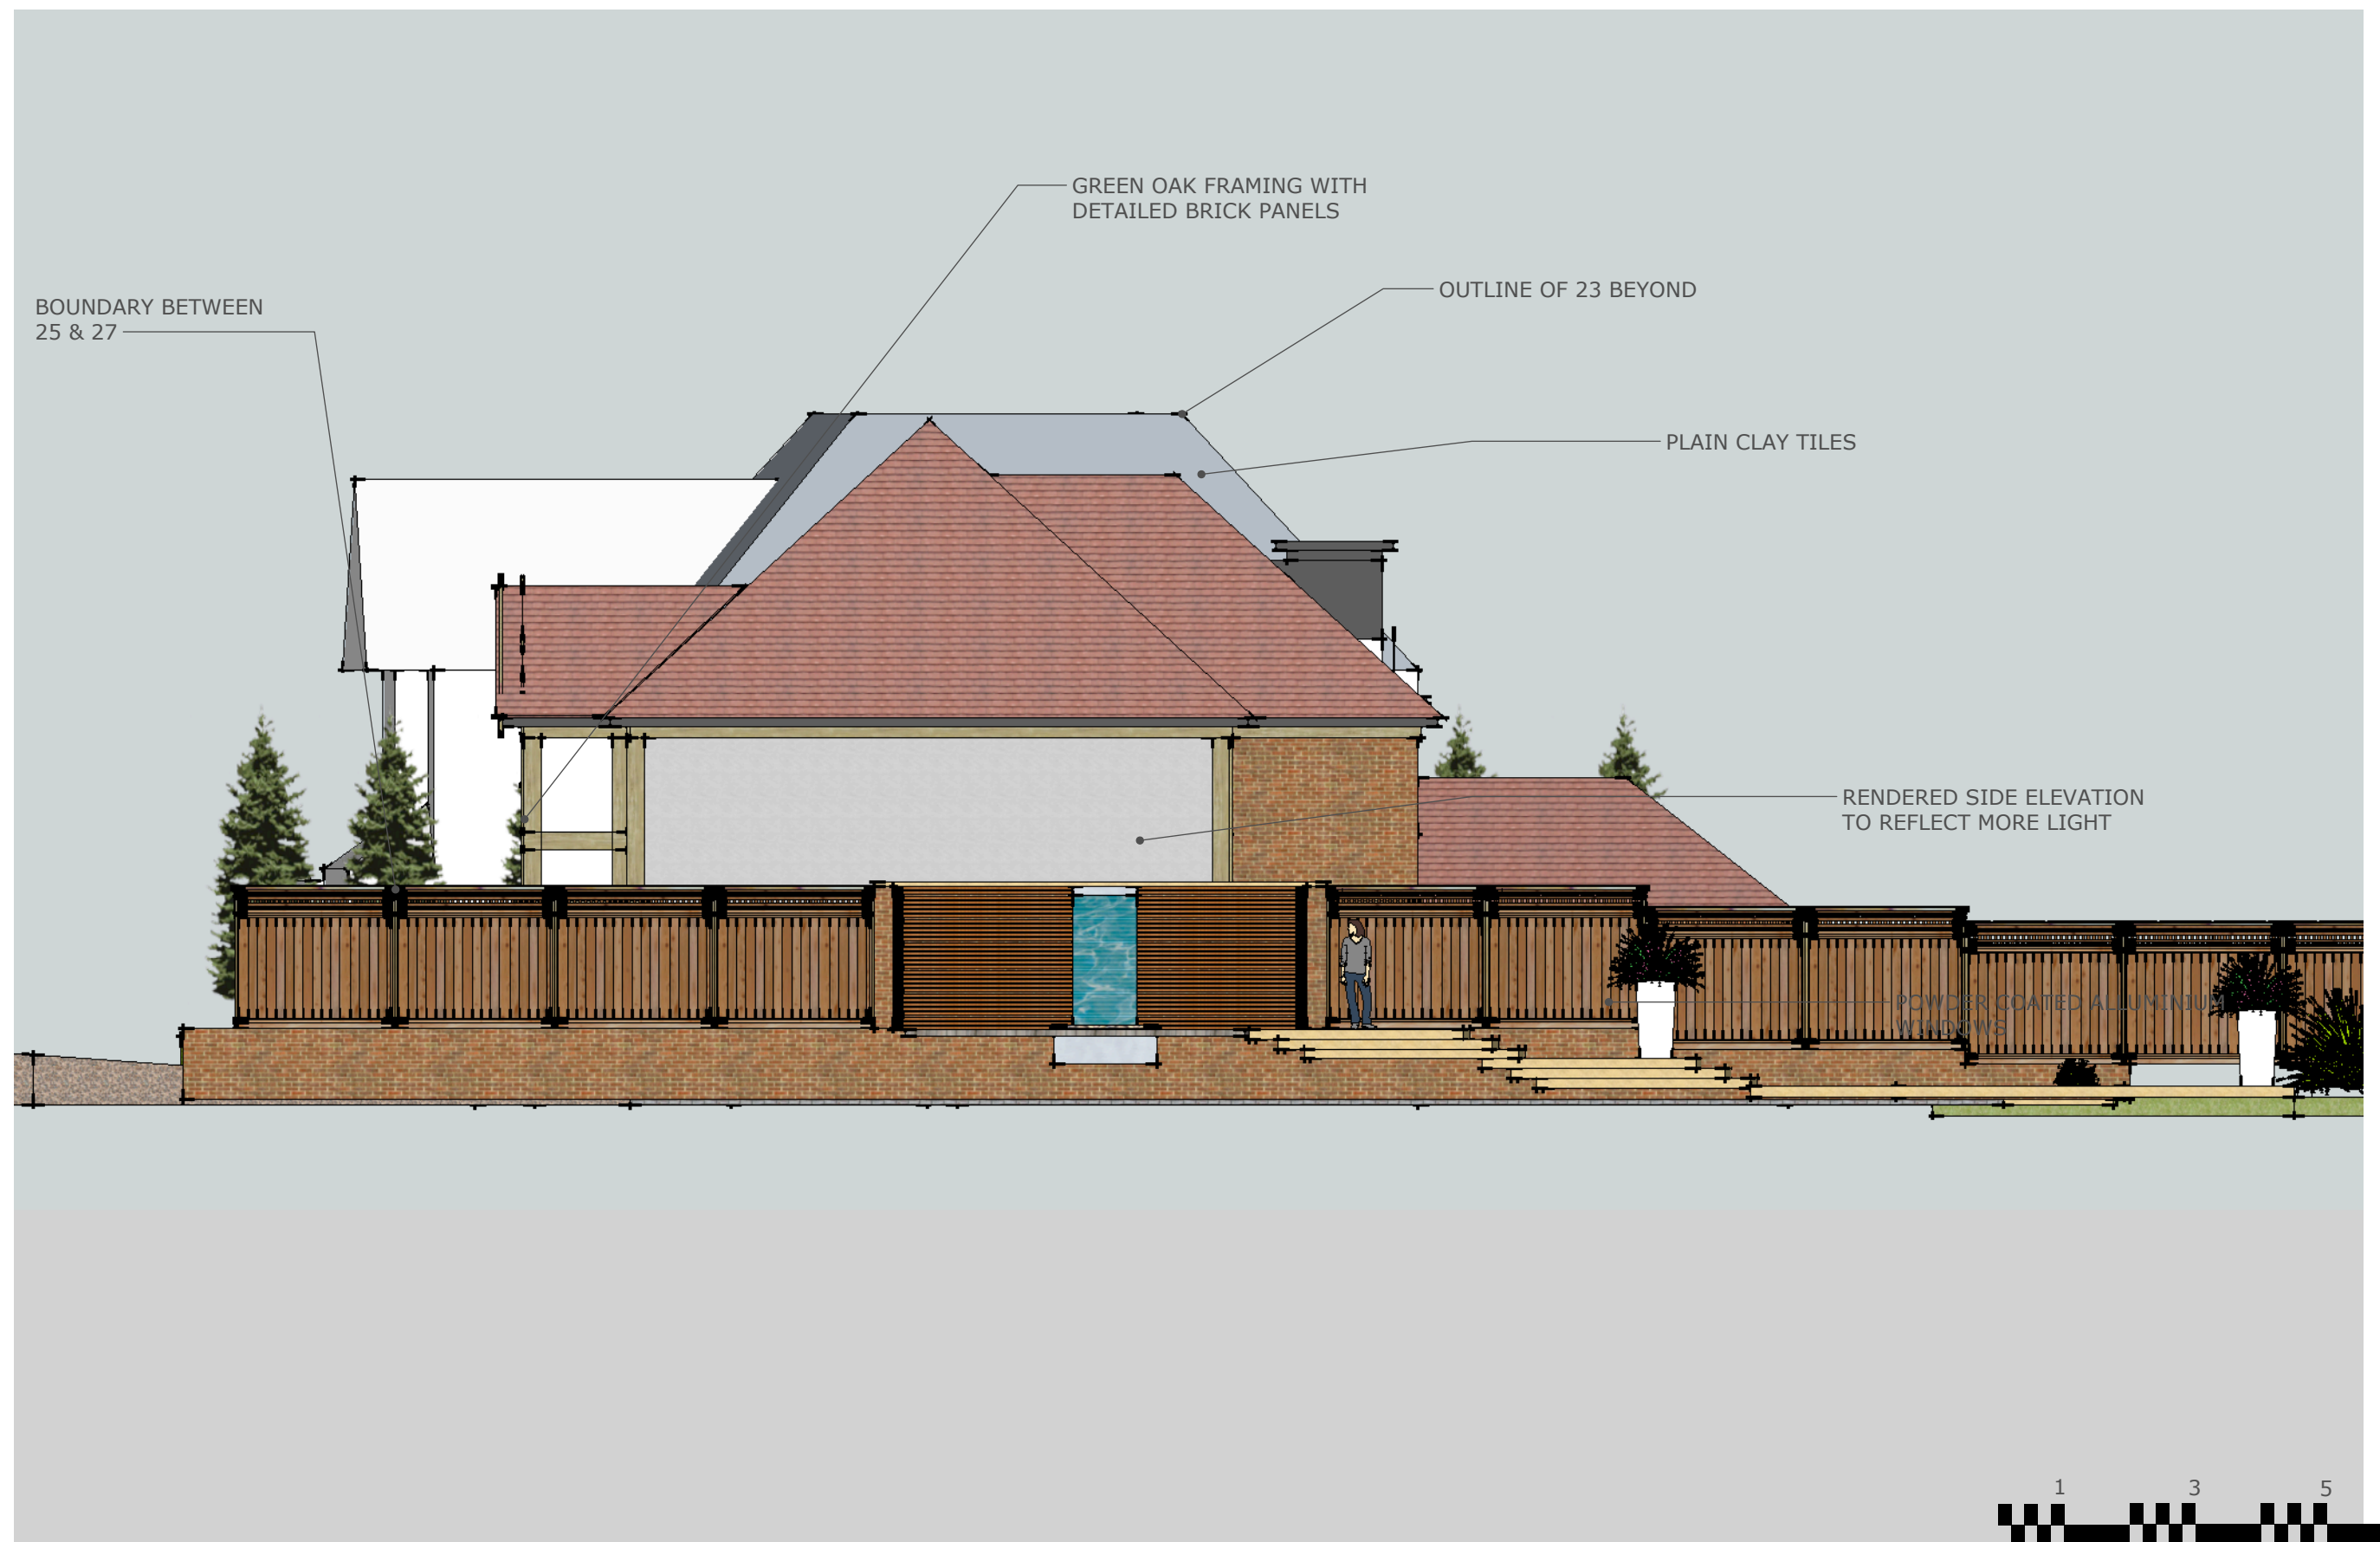 GREEN OAK FRAMING WITH
DETAILED BRICK PANELS
OUTLINE OF 23 BEYOND
BOUNDARY BETWEEN
25 & 27
PLAIN CLAY TILES
RENDERED SIDE ELEVATION
TO REFLECT MORE LIGHT
POWDER COATED ALLUMINIUM
WINDOWS
1 3 5